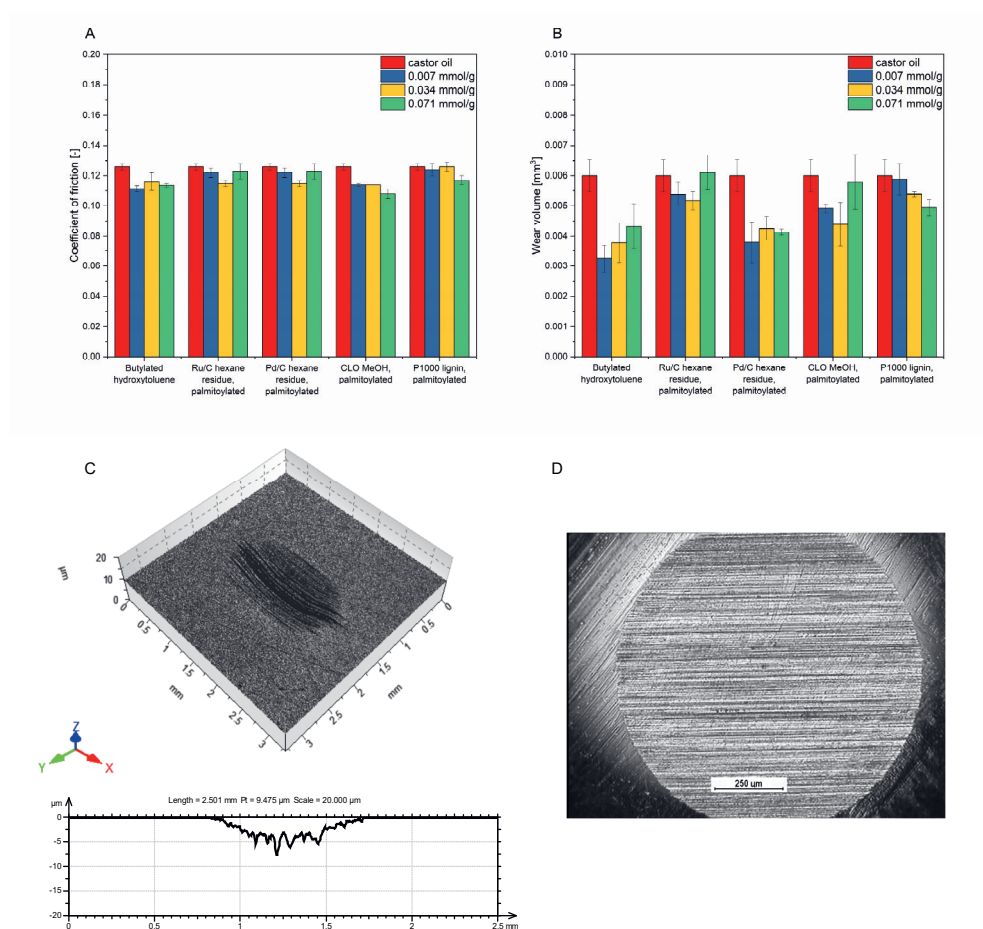 A
0.20
0.18
0.16
0.14
0.12
0.10
0.08
0.06
0.04
0.02
0.00
Coefficient of friction [-]
castor oil
0.007 mmol/g
0.034 mmol/g
0.071 mmol/g
Butylated
hydroxytoluene
Ru/C hexane
residue,
palmitoylated
Pd/C hexane
residue,
palmitoylated
CLO MeOH,
palmitoylated
P1000 lignin,
palmitoylated
B
0.010
0.009
0.008
0.007
0.006
0.005
0.004
0.003
0.002
0.001
0.000
Wear volume [mm³]
castor oil
0.007 mmol/g
0.034 mmol/g
0.071 mmol/g
Butylated
hydroxytoluene
Ru/C hexane
residue,
palmitoylated
Pd/C hexane
residue,
palmitoylated
CLO MeOH,
palmitoylated
P1000 lignin,
palmitoylated
C
µm
20
10
0
0
0.5
1
1.5
2
2.5
3
mm
0
0.5
1
1.5
2
2.5
3
mm
Z
Y
X
µm
Length = 2.501 mm Pt = 9.475 µm Scale = 20.000 µm
0
-5
-10
-15
-20
0
0.5
1
1.5
2
2.5 mm
D
250 um